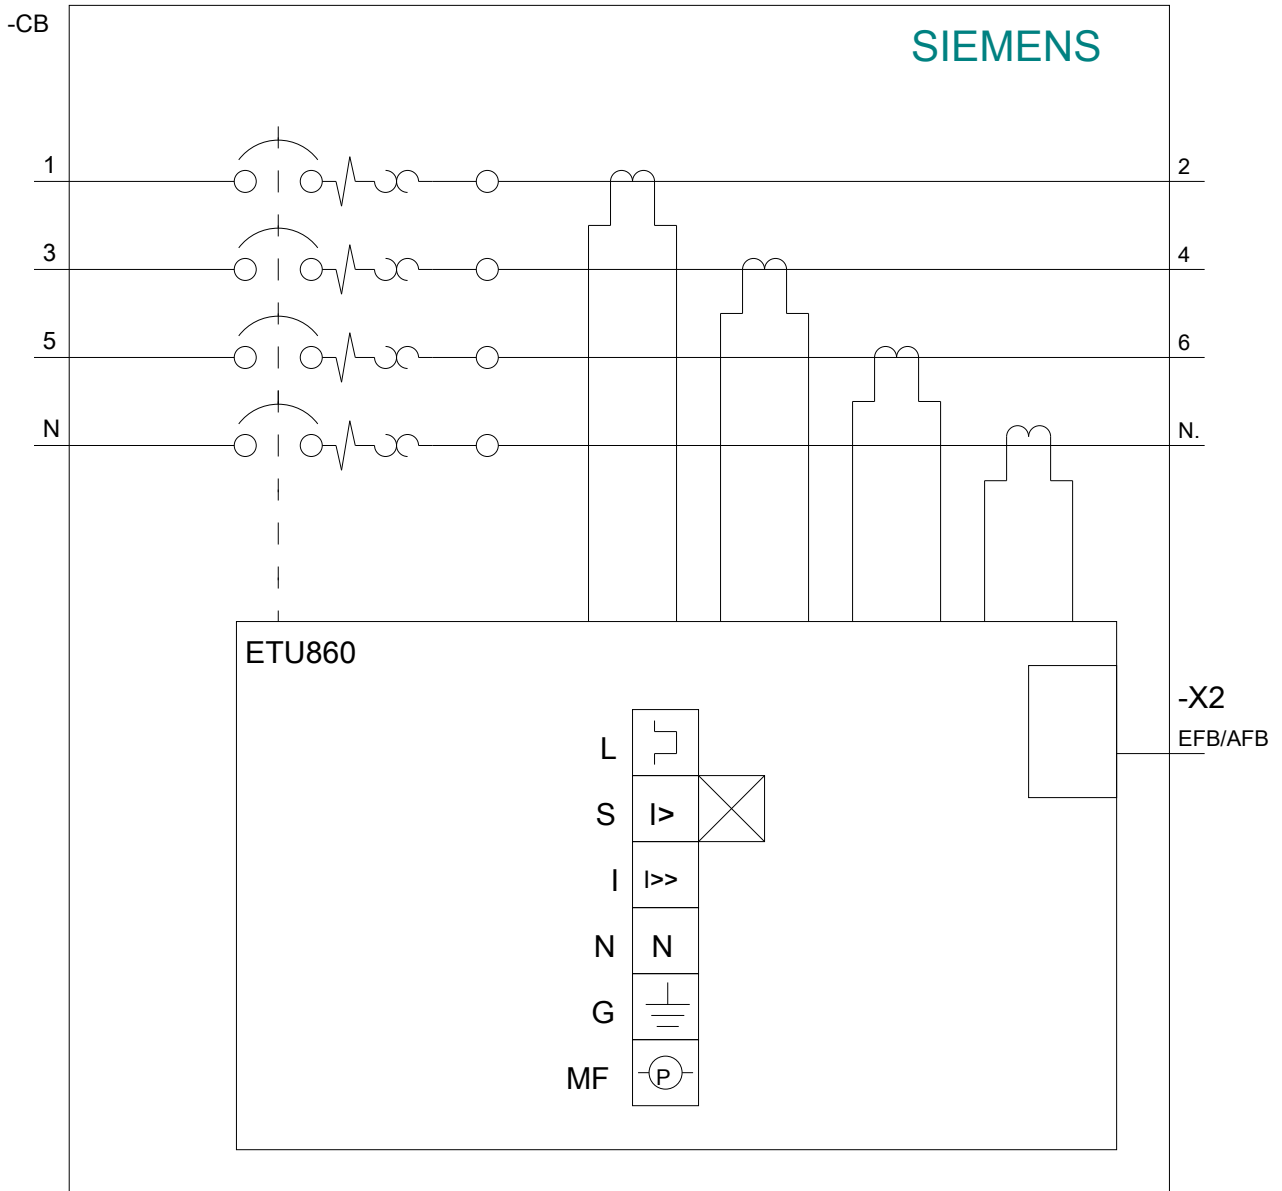 -CB
SIEMENS
1 2
3 4
5 6
N N.
ETU860
-X2
EFB/AFB
L
S I>
I I>>
N N
G
MF P